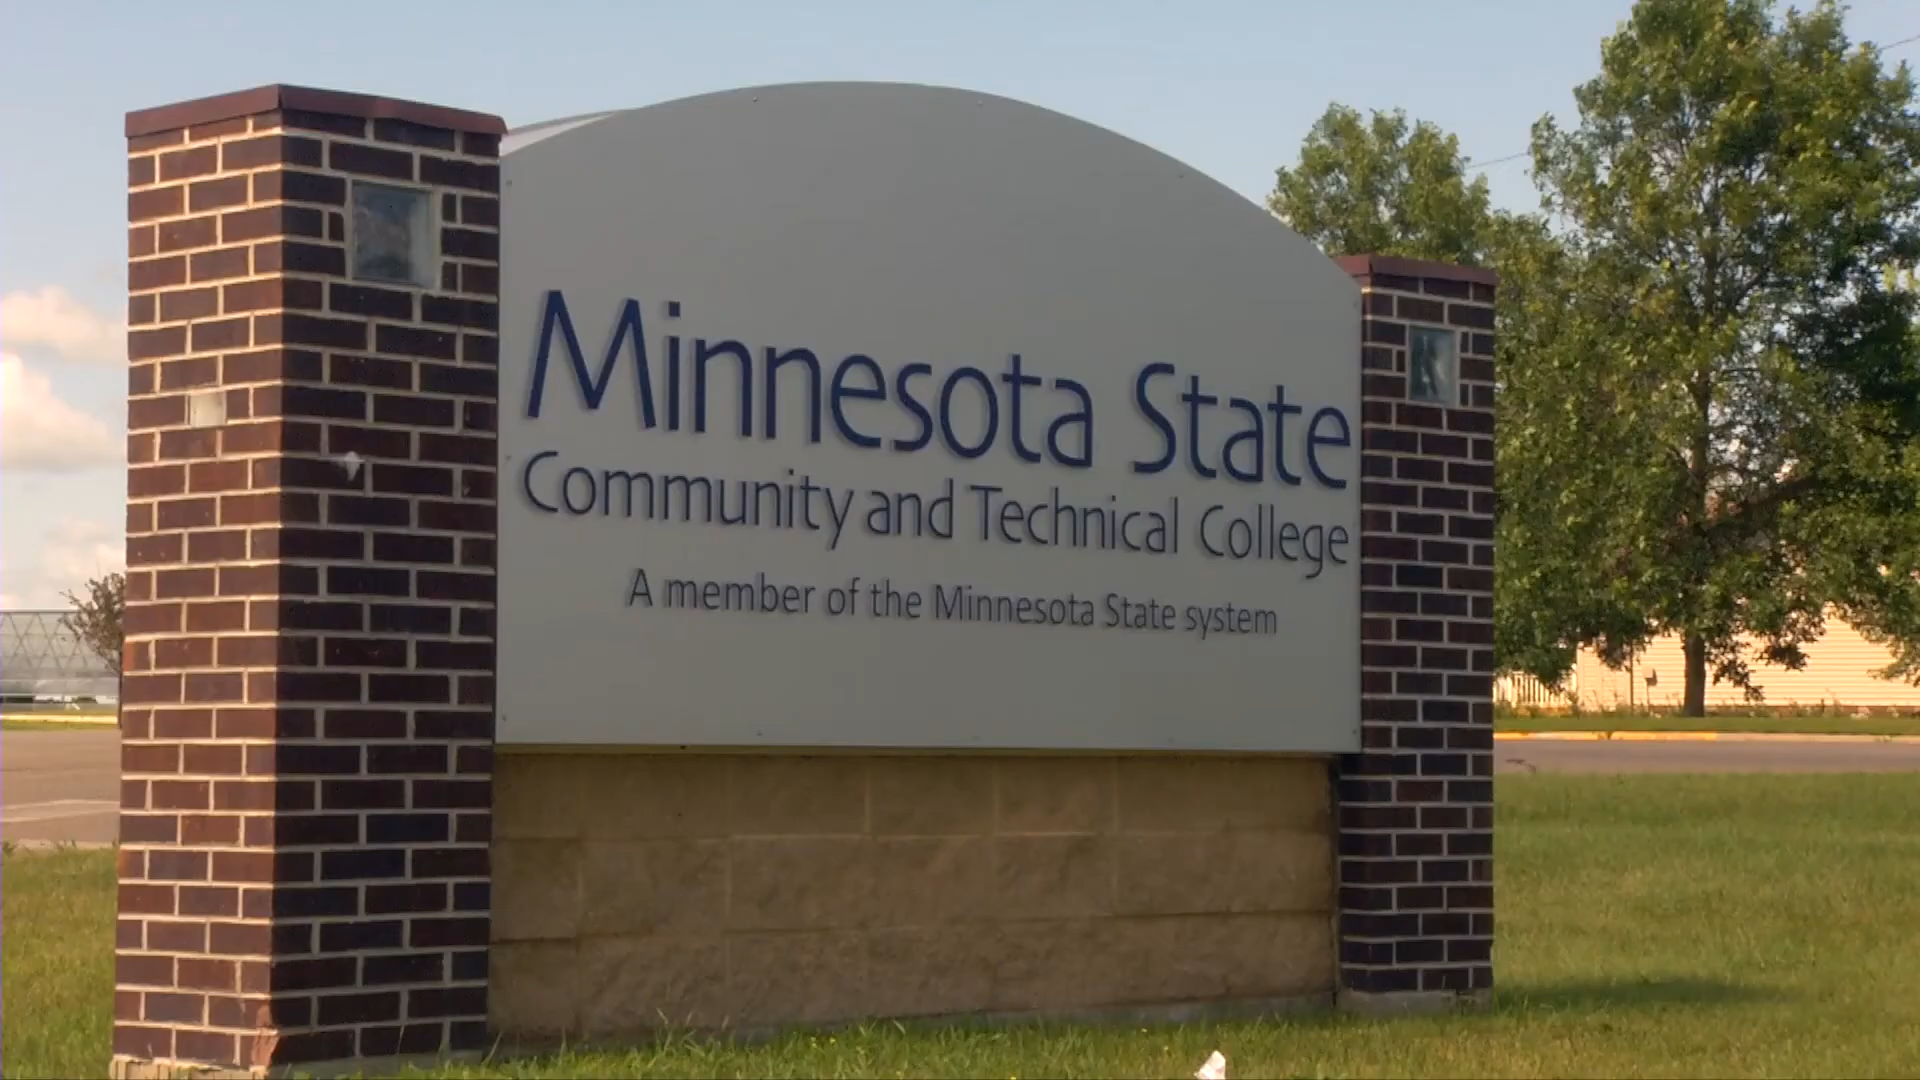 Minnesota State
Community and Technical College
A member of the Minnesota State system